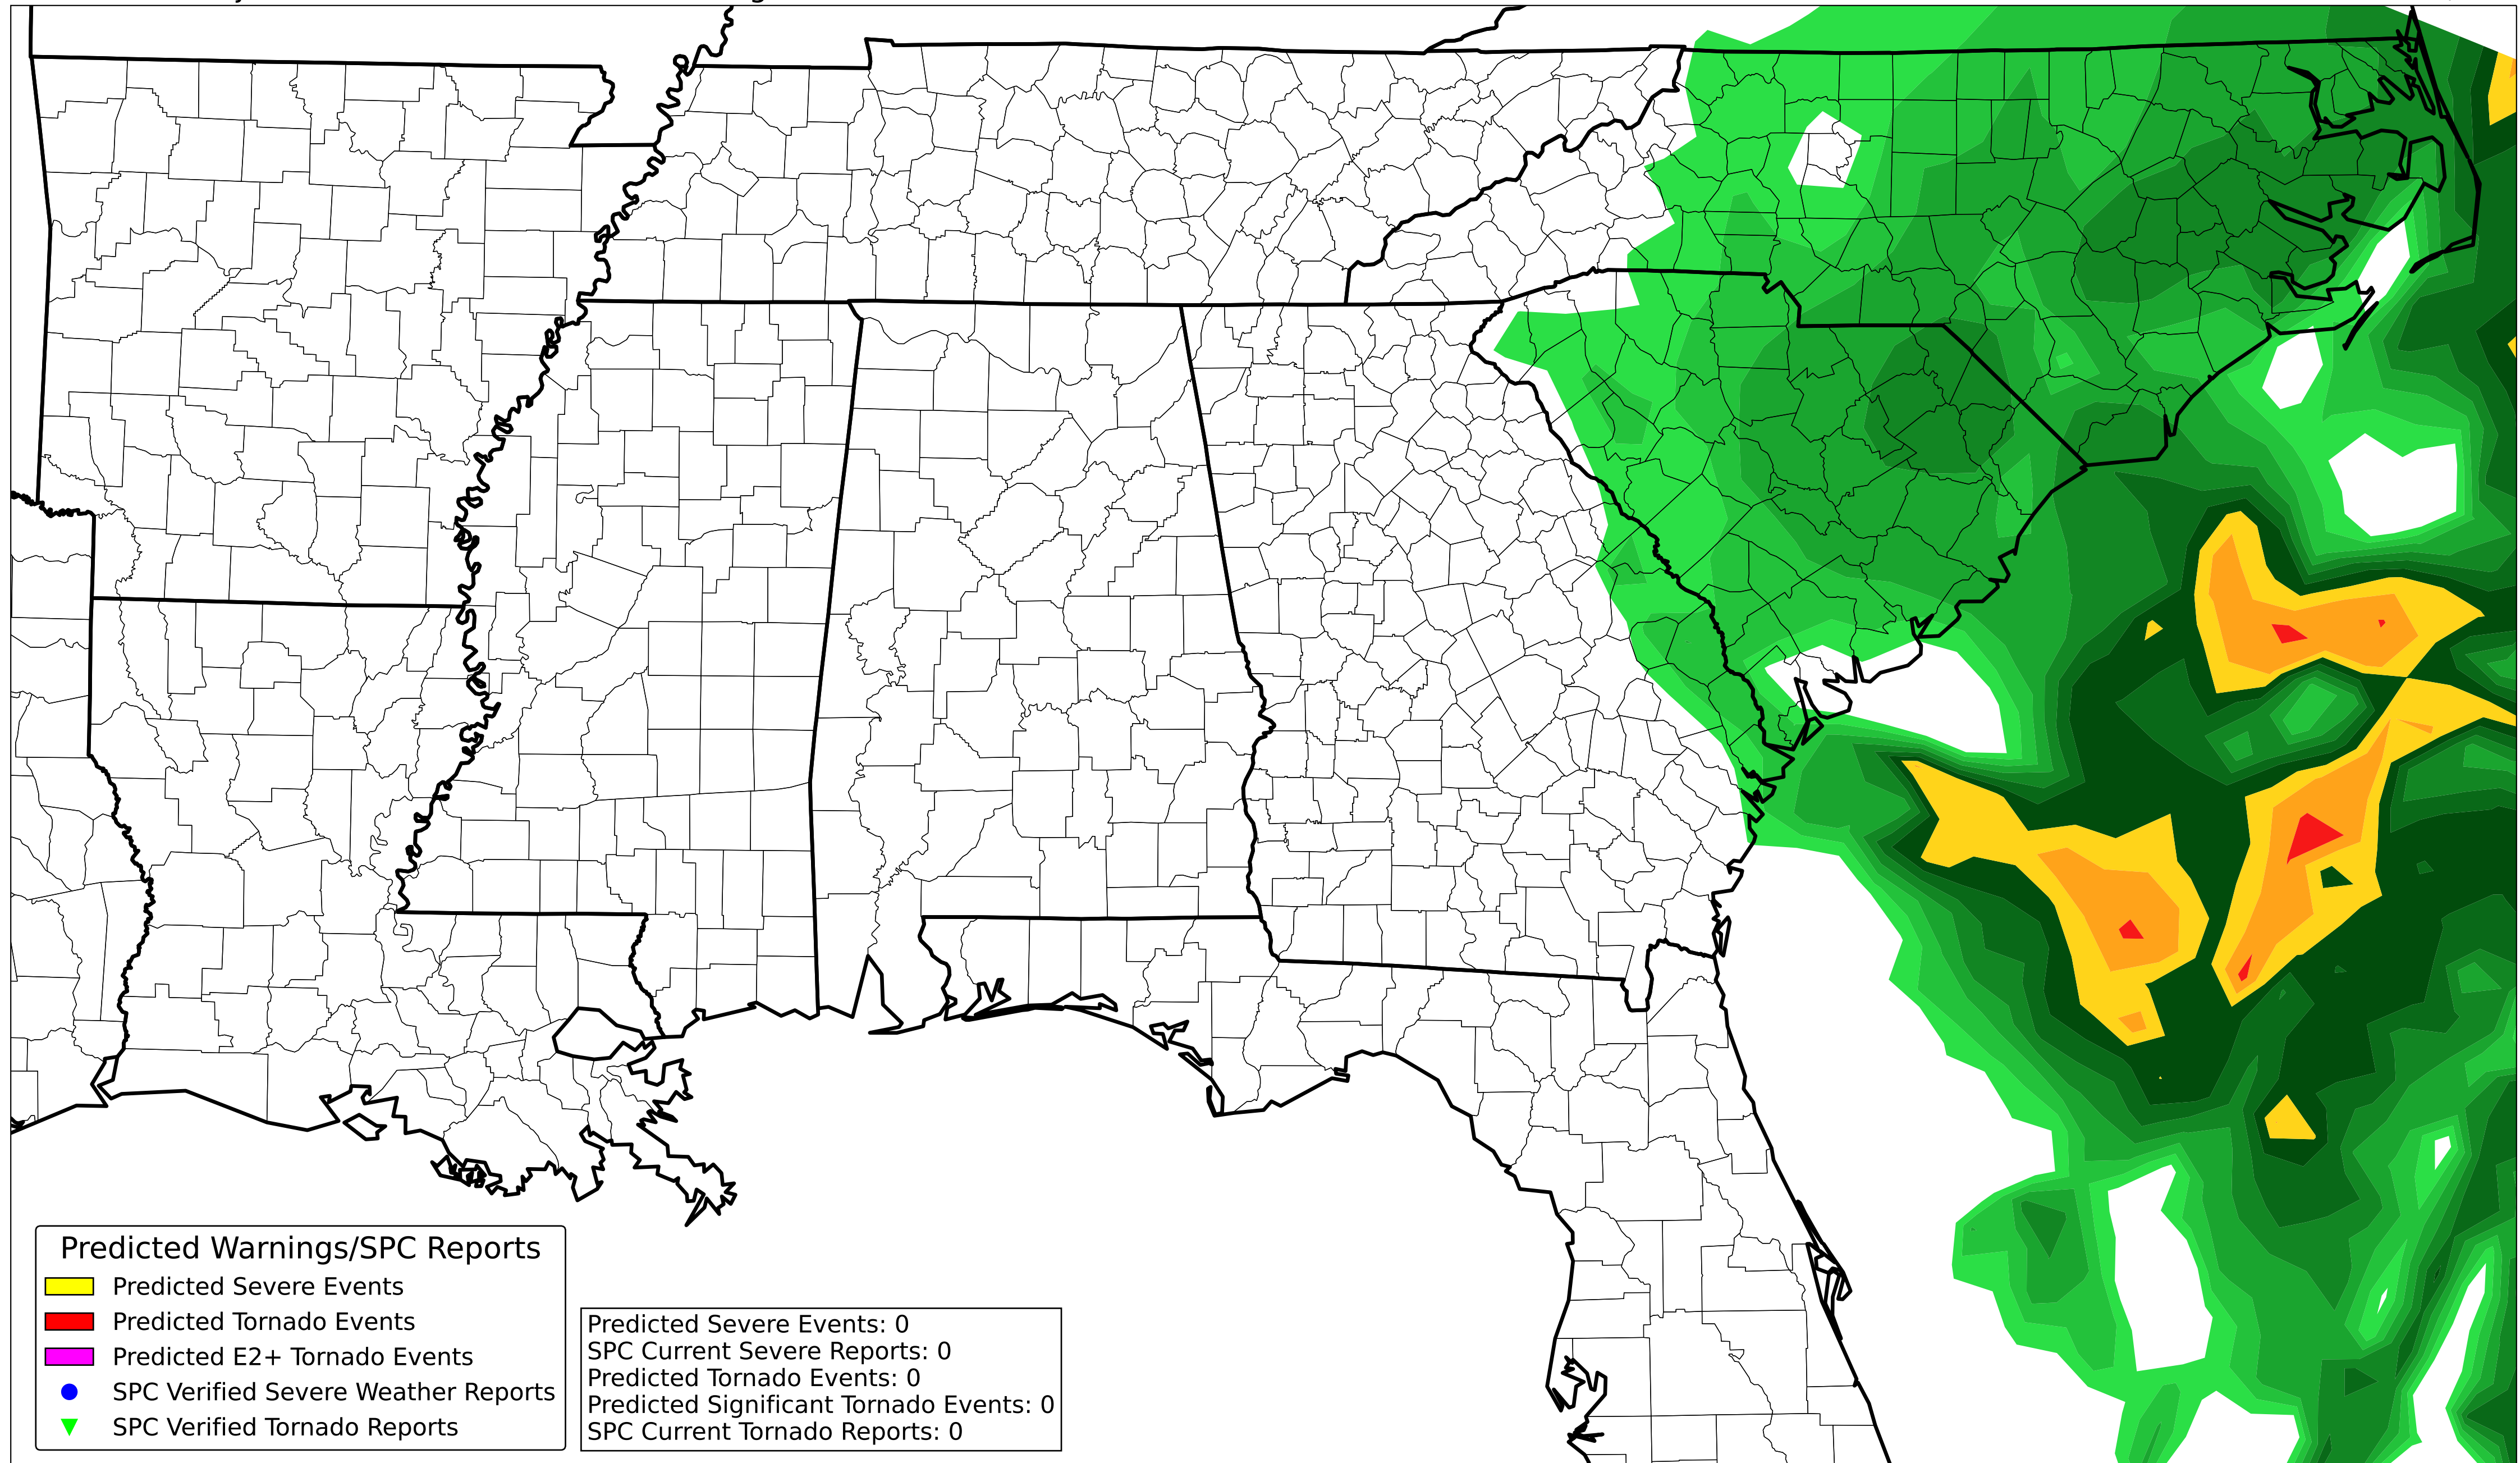 Predicted Warnings/SPC Reports
Predicted Severe Events
Predicted Tornado Events
Predicted E2+ Tornado Events
SPC Verified Severe Weather Reports
SPC Verified Tornado Reports
Predicted Severe Events: 0
SPC Current Severe Reports: 0
Predicted Tornado Events: 0
Predicted Significant Tornado Events: 0
SPC Current Tornado Reports: 0